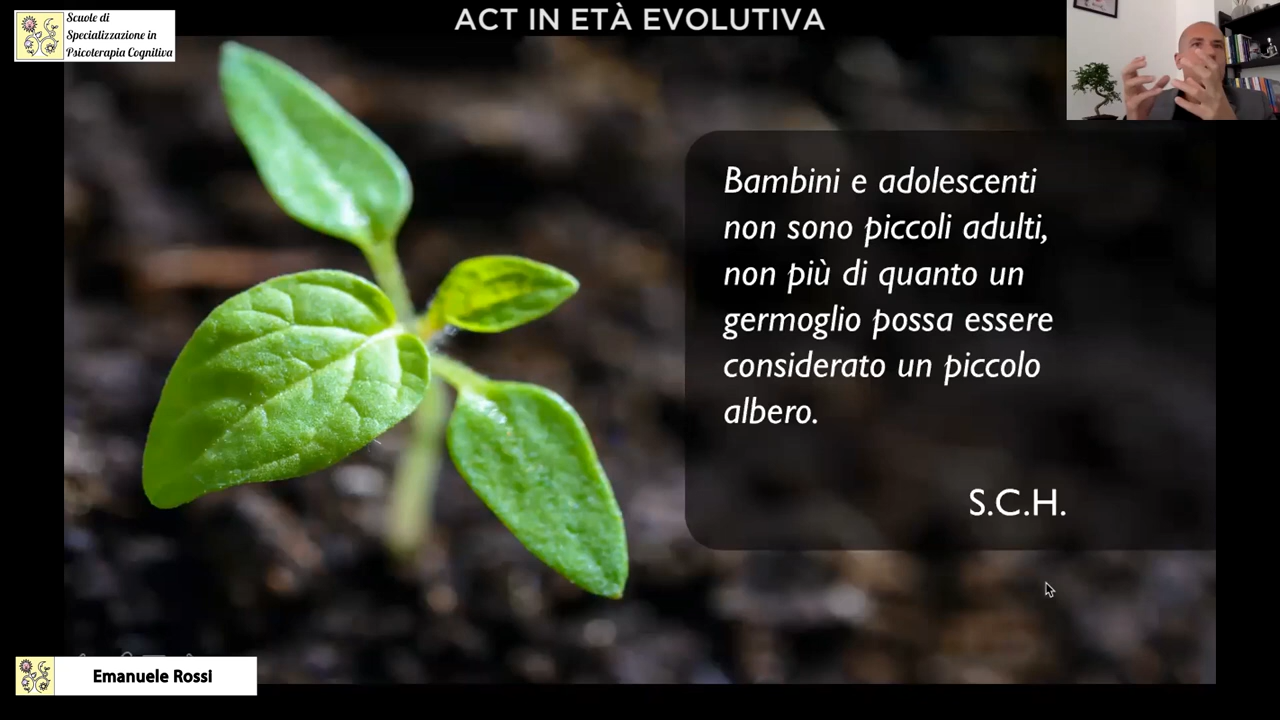 ACT IN ETÀ EVOLUTIVA
Scuole di
Specializzazione in
Psicoterapia Cognitiva
Bambini e adolescenti
non sono piccoli adulti,
non più di quanto un
germoglio possa essere
considerato un piccolo
albero.
S.C.H.
Emanuele Rossi